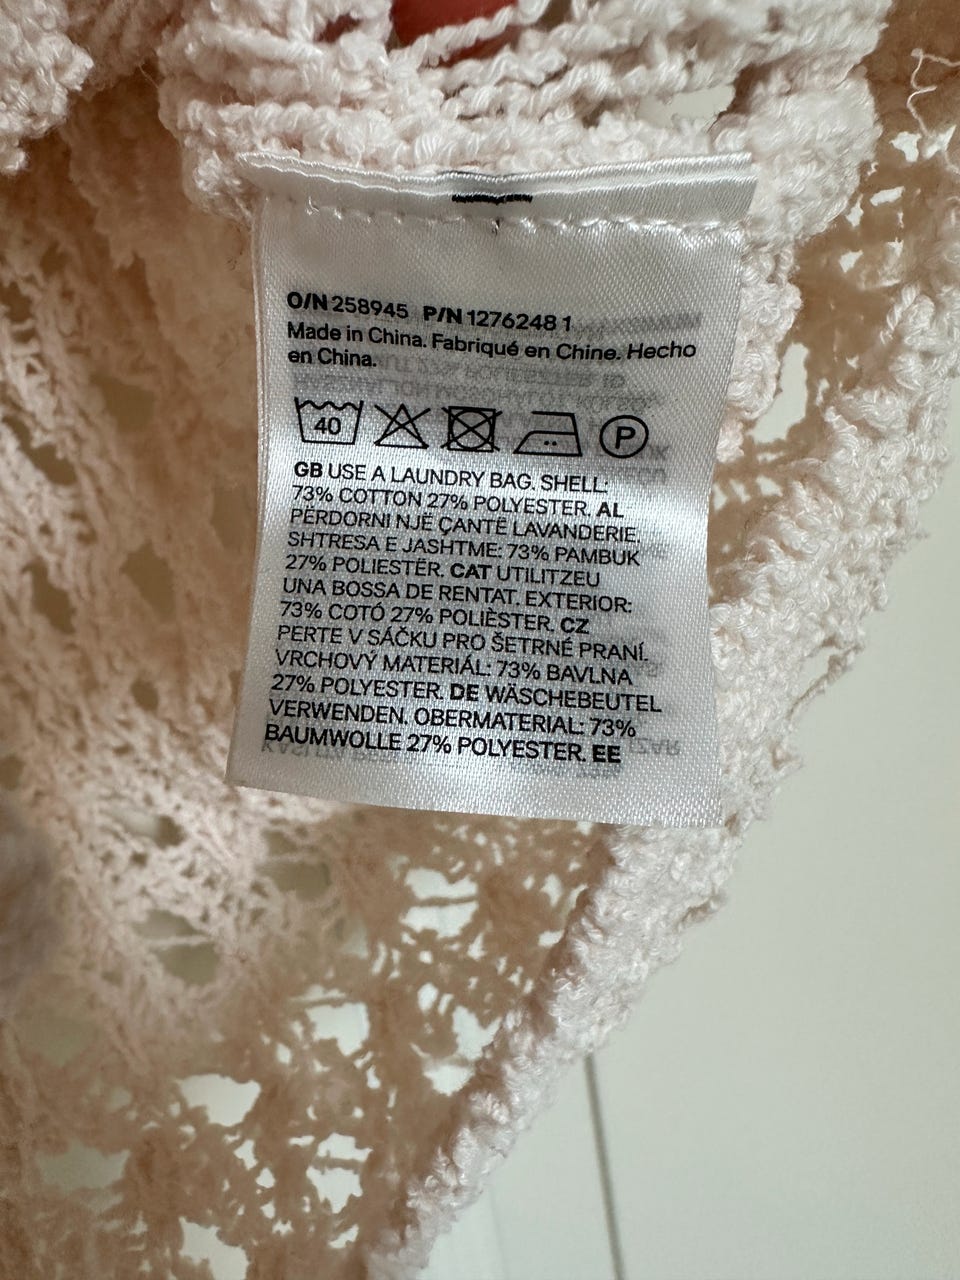 O/N 258945 P/N 1276248 1
Made in China. Fabriqué en Chine. Hecho
en China.
40
P
GB USE A LAUNDRY BAG. SHELL:
73% COTTON 27% POLYESTER. AL
PËRDORNI NJË ÇANTË LAVANDERIE.
SHTRESA E JASHTME: 73% PAMBUK
27% POLIESTËR. CAT UTILITZEU
UNA BOSSA DE RENTAT. EXTERIOR:
73% COTÓ 27% POLIÈSTER. CZ
PERTE V SÁČKU PRO ŠETRNÉ PRANÍ.
VRCHOVÝ MATERIÁL: 73% BAVLNA
27% POLYESTER. DE WÄSCHEBEUTEL
VERWENDEN. OBERMATERIAL: 73%
BAUMWOLLE 27% POLYESTER. EE